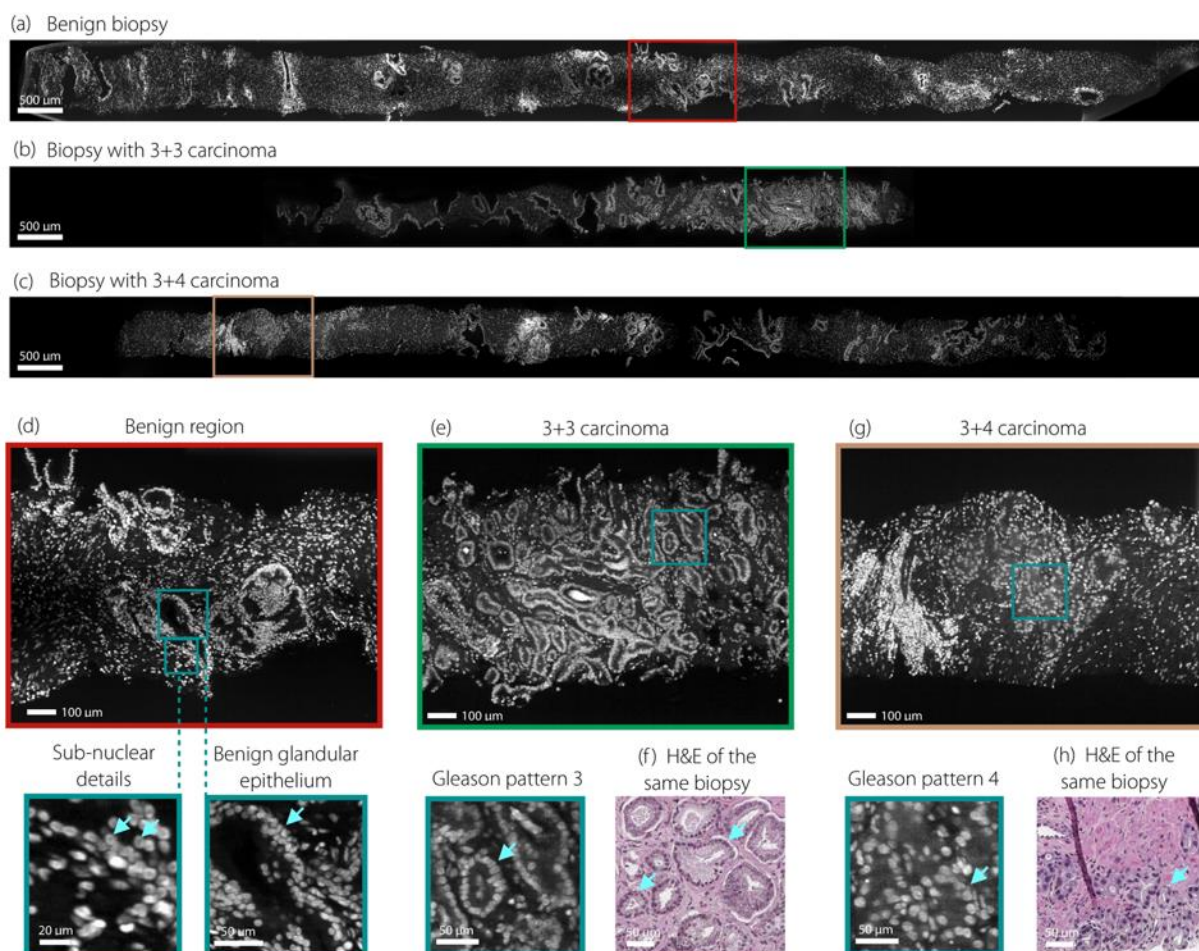 (a) Benign biopsy
500 um
(b) Biopsy with 3+3 carcinoma
500 um
(c) Biopsy with 3+4 carcinoma
500 um
(d) Benign region
(e) 3+3 carcinoma
(g) 3+4 carcinoma
100 μm
100 μm
100 μm
Sub-nuclear
details
Benign glandular
epithelium
Gleason pattern 3
(f) H&E of the
same biopsy
Gleason pattern 4
(h) H&E of the
same biopsy
20 μm
50 μm
50 μm
50 μm
50 μm
50 μm